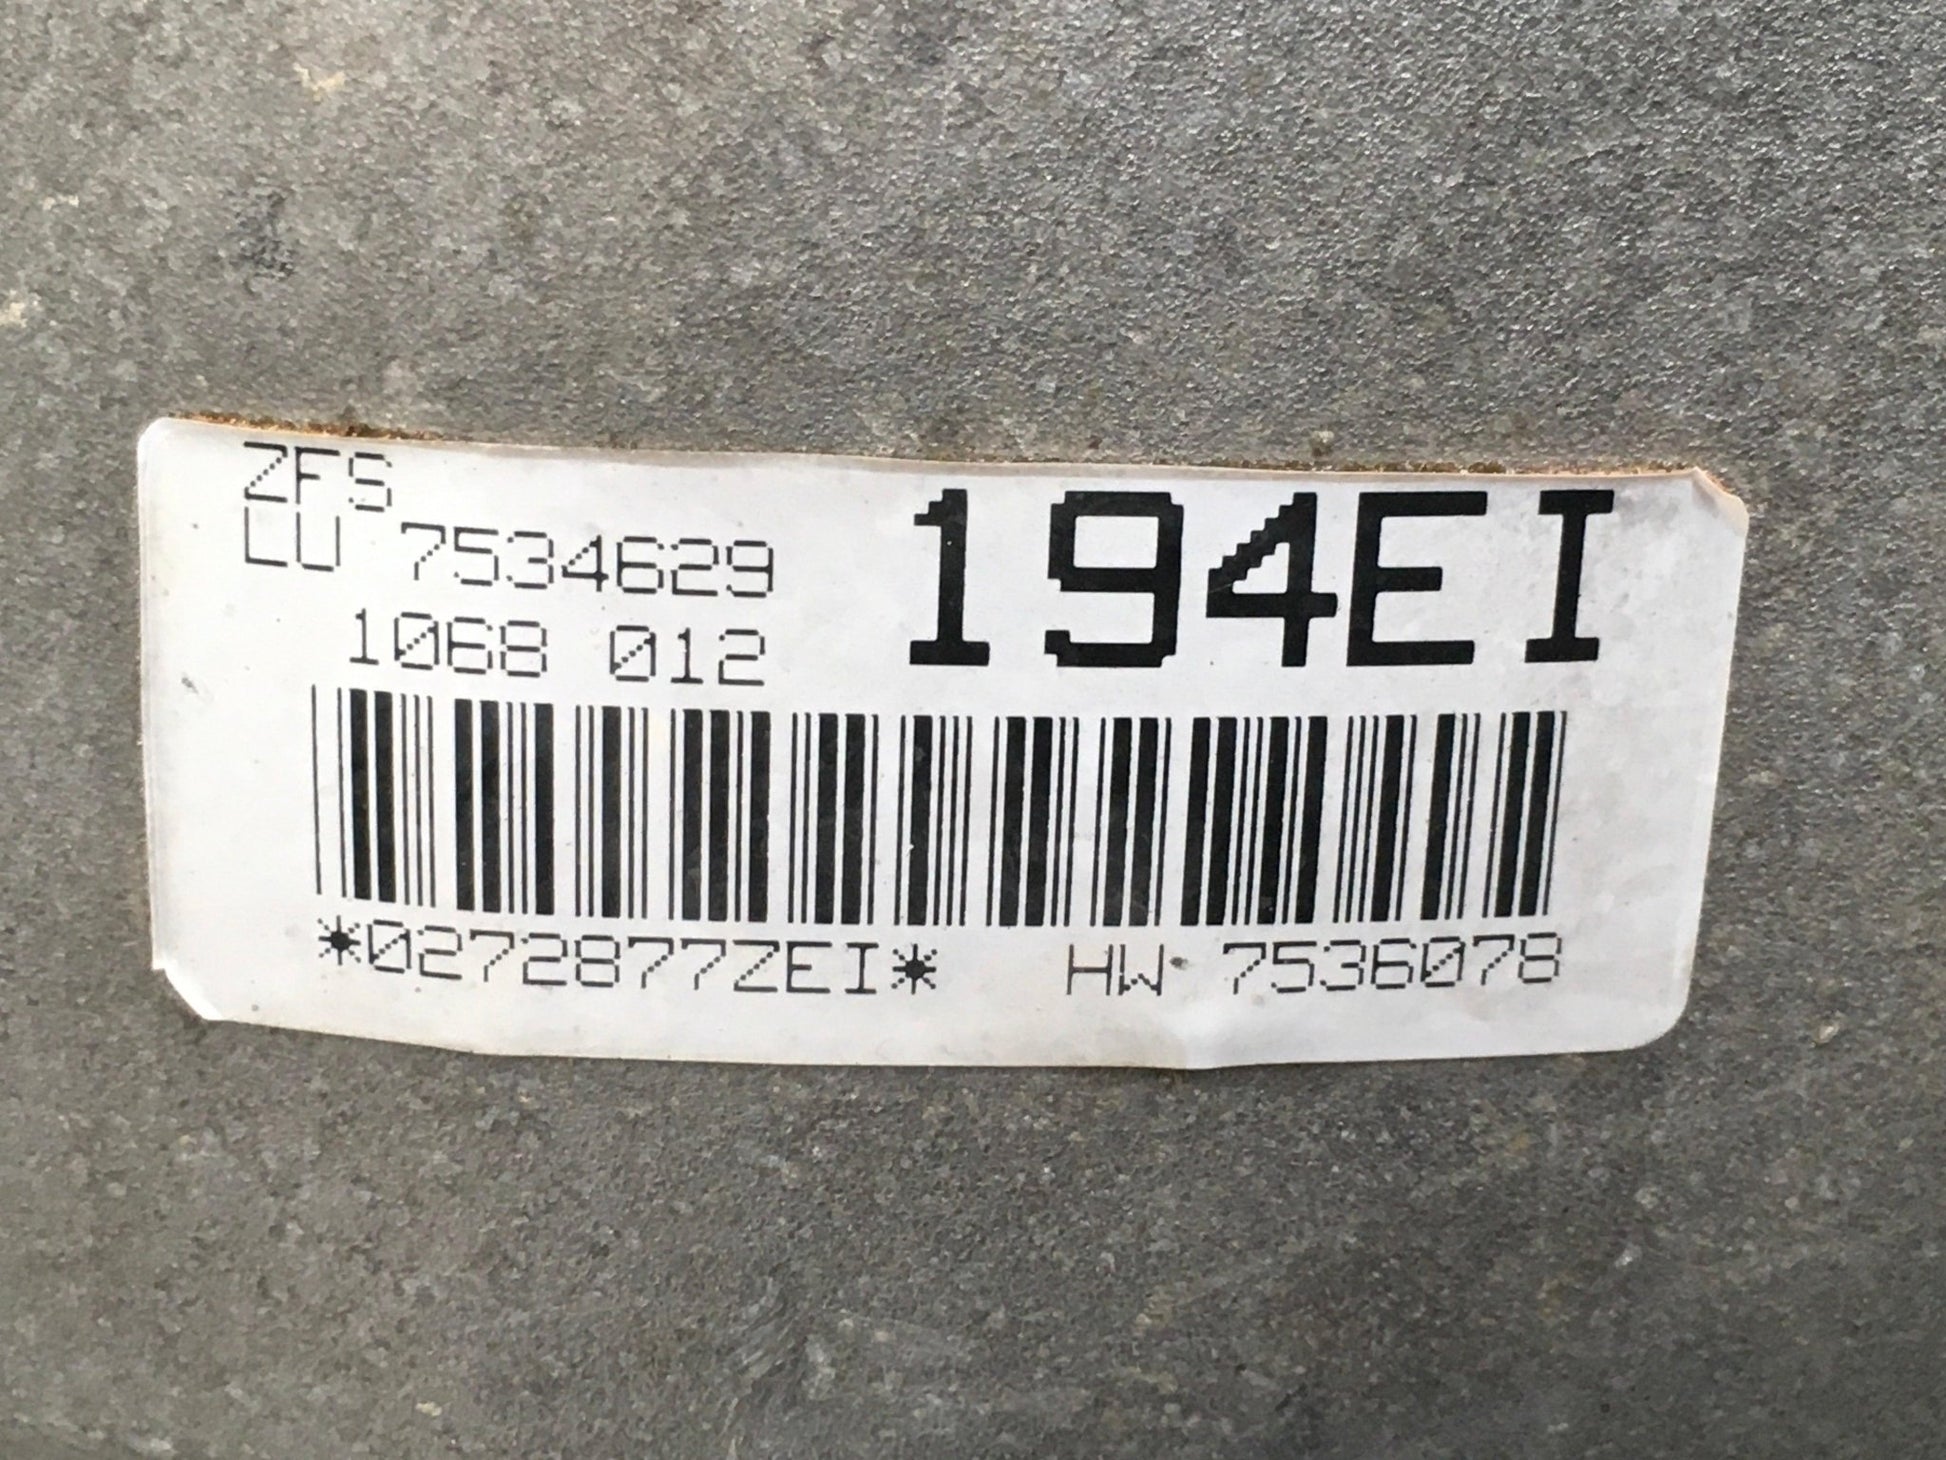 ZFS
LU 7534629
194EI
1068 012
*0272877ZEI* HW 7536078